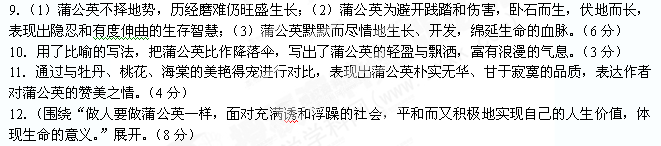 9.（1）蒲公英不择地势，历经磨难仍旺盛生长；（2）蒲公英为避开践踏和伤害，卧石而生，伏地而长，
表现出隐忍和有度伸曲的生存智慧；（3）蒲公英默默而尽情地生长、开发，绵延生命的血脉。（6 分）
10．用了比喻的写法，把蒲公英比作降落伞，写出了蒲公英的轻盈与飘洒，富有浪漫的气息。（3 分）
11．通过与牡丹、桃花、海棠的美艳得宠进行对比，表现出蒲公英朴实无华、甘于寂寞的品质，表达作者
对蒲公英的赞美之情。（4 分）
12．（围绕“做人要做蒲公英一样，面对充满诱和浮躁的社会，平和而又积极地实现自己的人生价值，体
现生命的意义。”展开。（8 分）